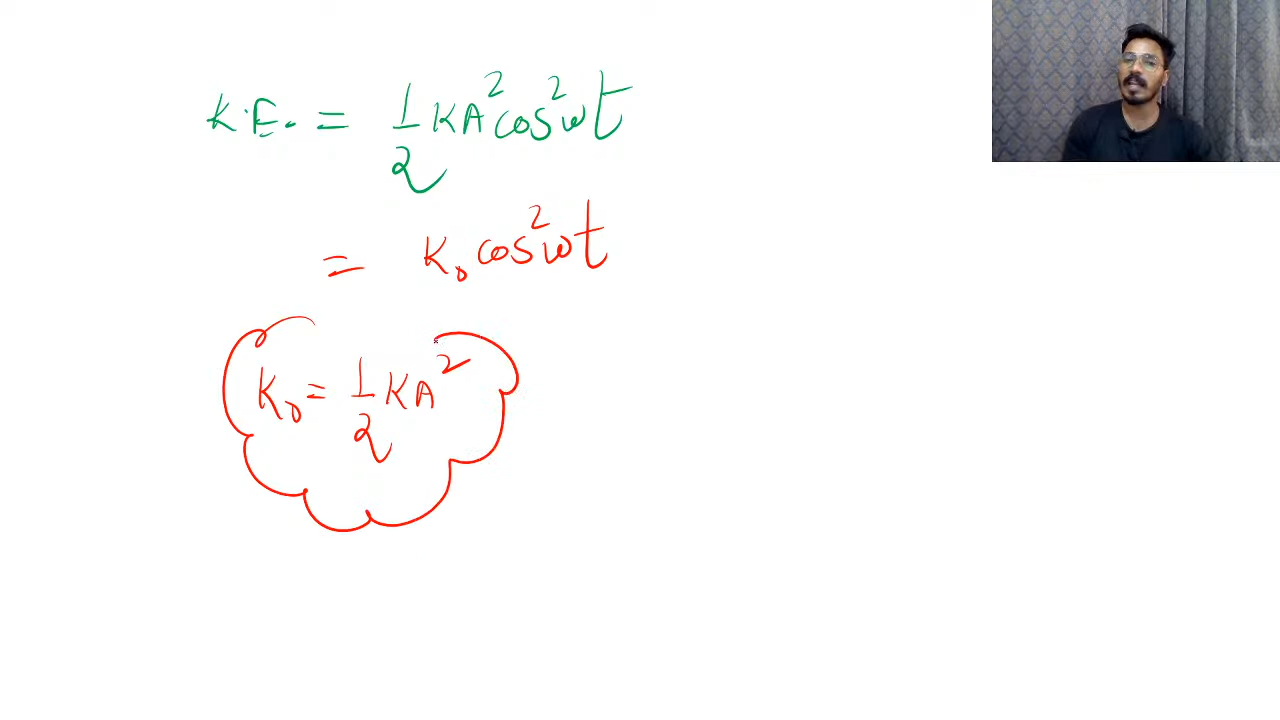 K.E. = 1/2 KA² cos² ωt
= K₀ cos² ωt
K₀ = 1/2 KA²